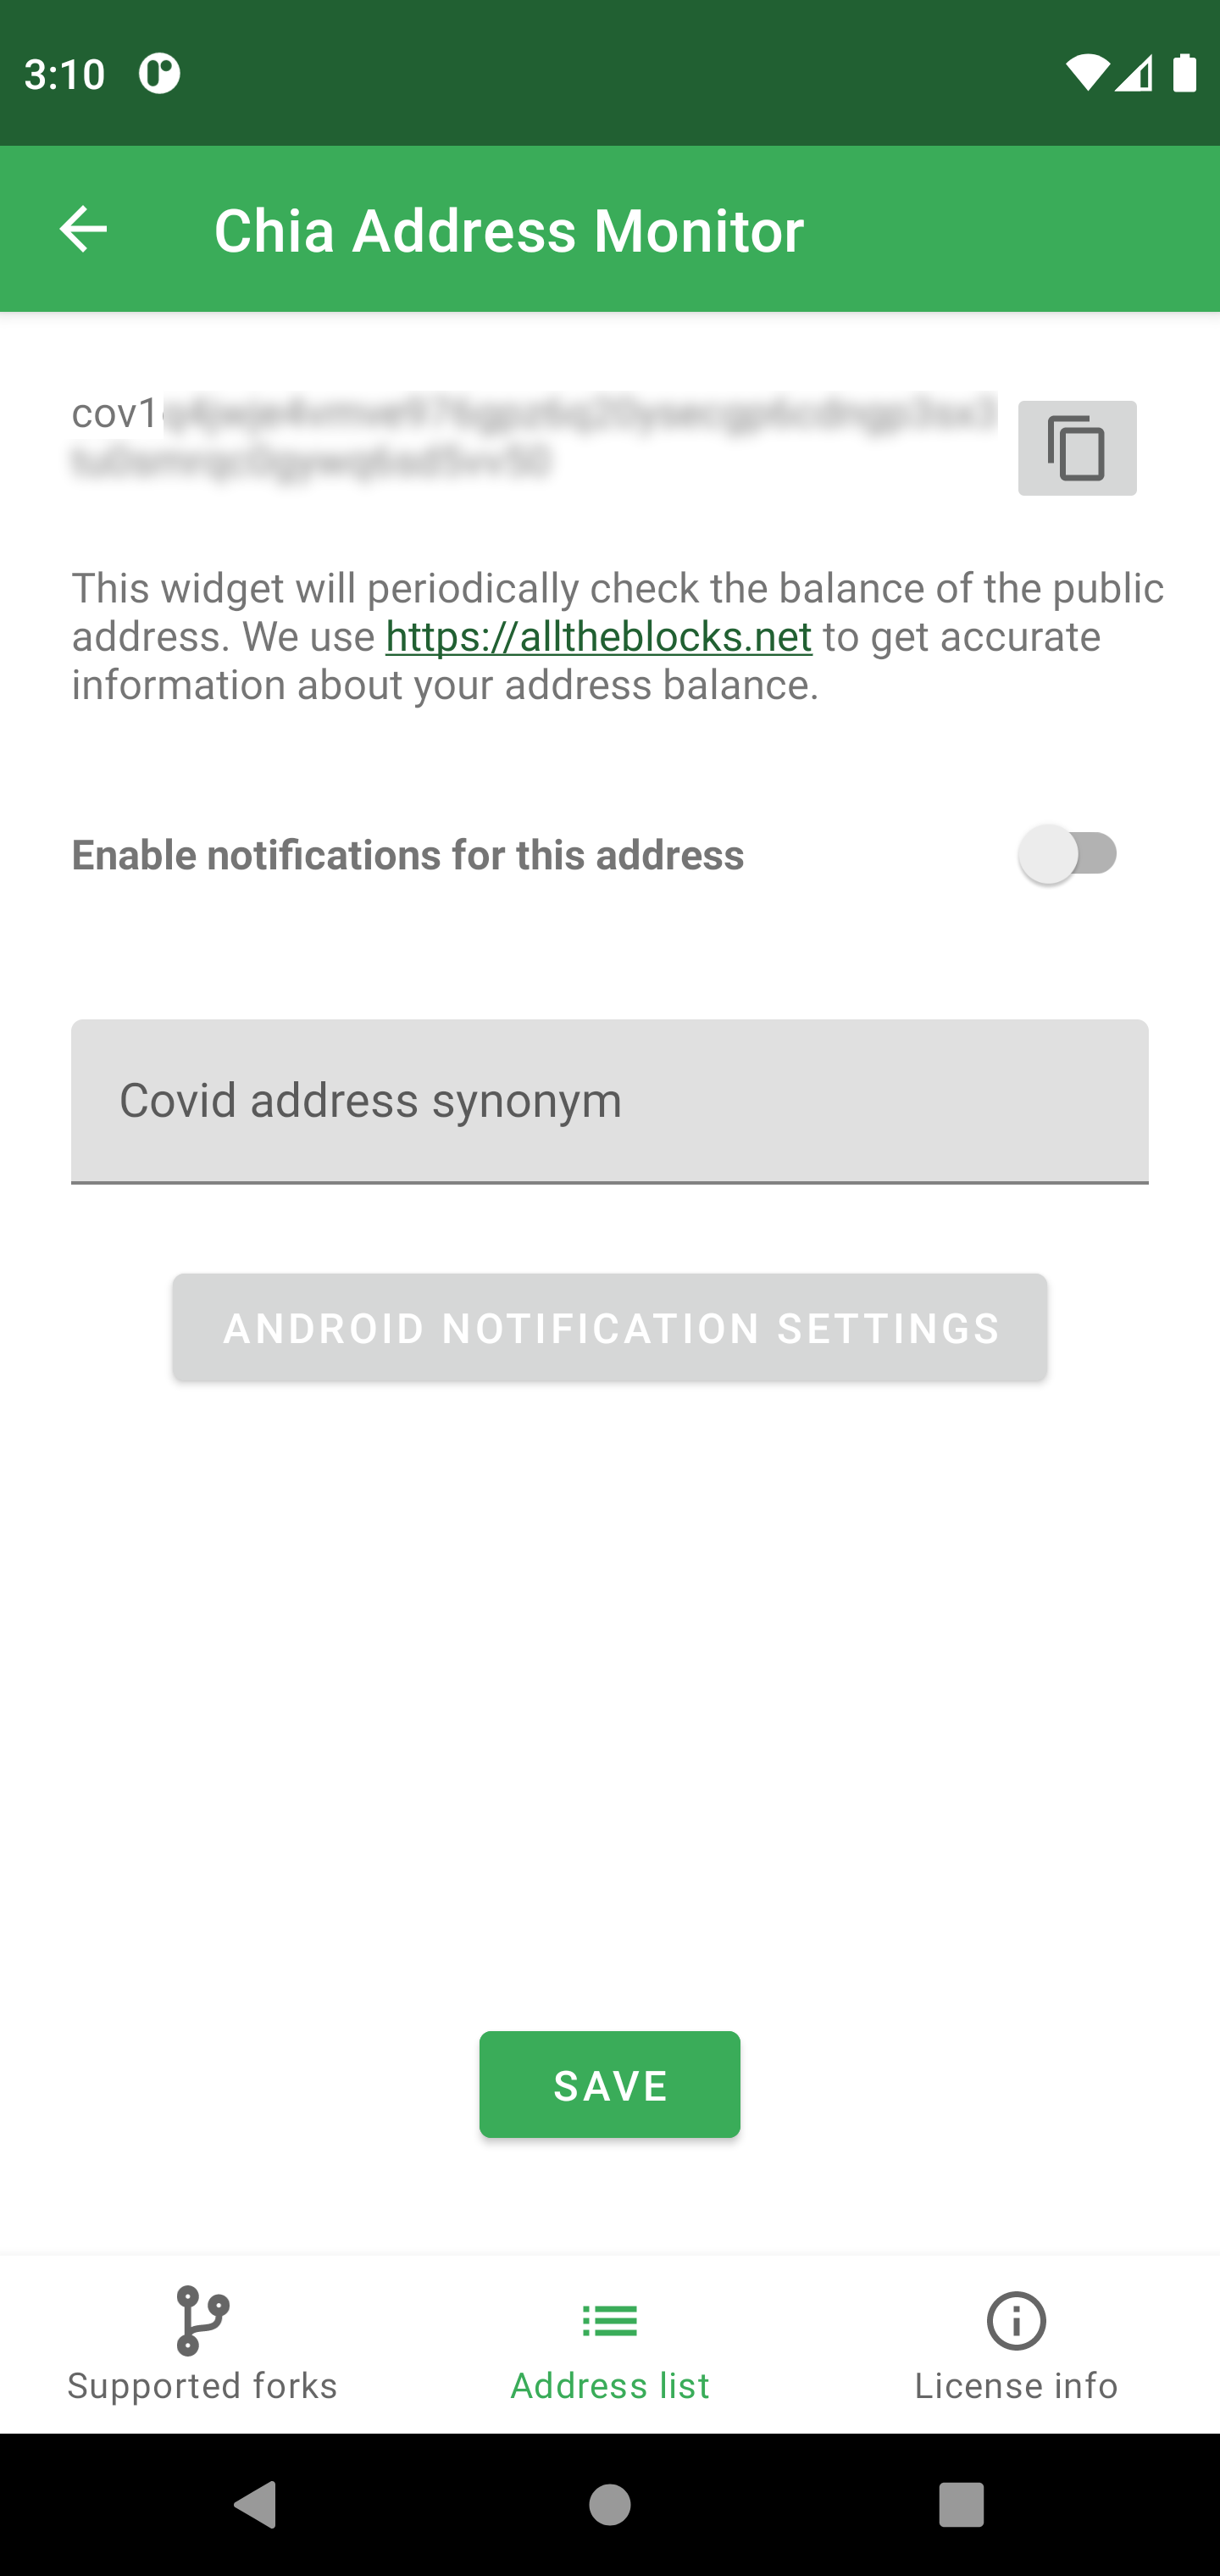 3:10
Chia Address Monitor
cov1
This widget will periodically check the balance of the public
address. We use https://alltheblocks.net to get accurate
information about your address balance.
Enable notifications for this address
Covid address synonym
ANDROID NOTIFICATION SETTINGS
SAVE
Supported forks
Address list
License info